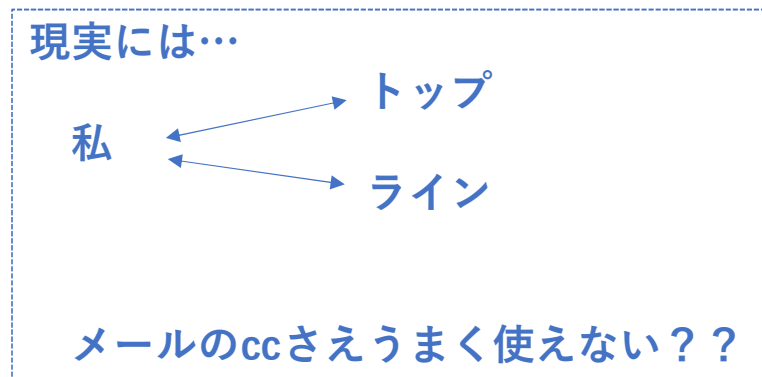 現実には…
トップ
私
ライン
メールのccさえうまく使えない？？